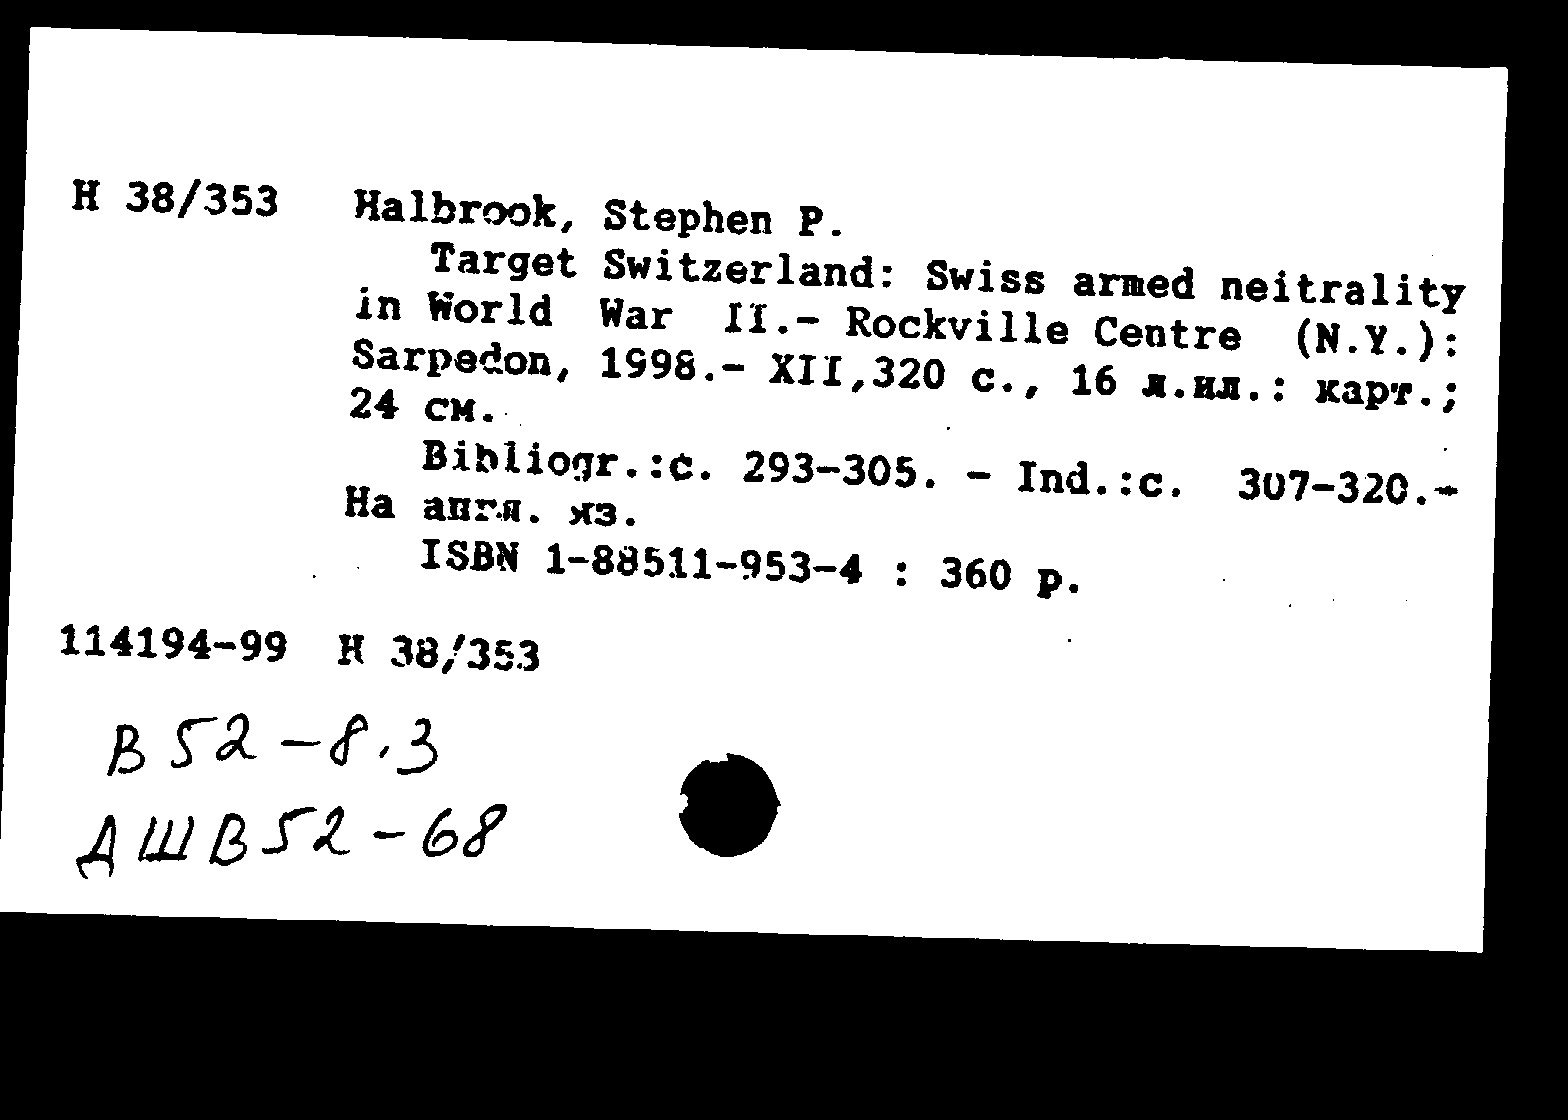 Н 38/353 Halbrook, Stephen P.
Target Switzerland: Swiss armed neitrality
in World War II.- Rockville Centre (N.Y.):
Sarpedon, 1998.- XII,320 с., 16 л.ил.: карт.;
24 см.
Bibliogr.:с. 293-305. - Ind.:с. 307-320.-
На англ. яз.
ISBN 1-88511-953-4 : 360 р.
114194-99 Н 38/353
В 52-8.3
ДШВ52-68